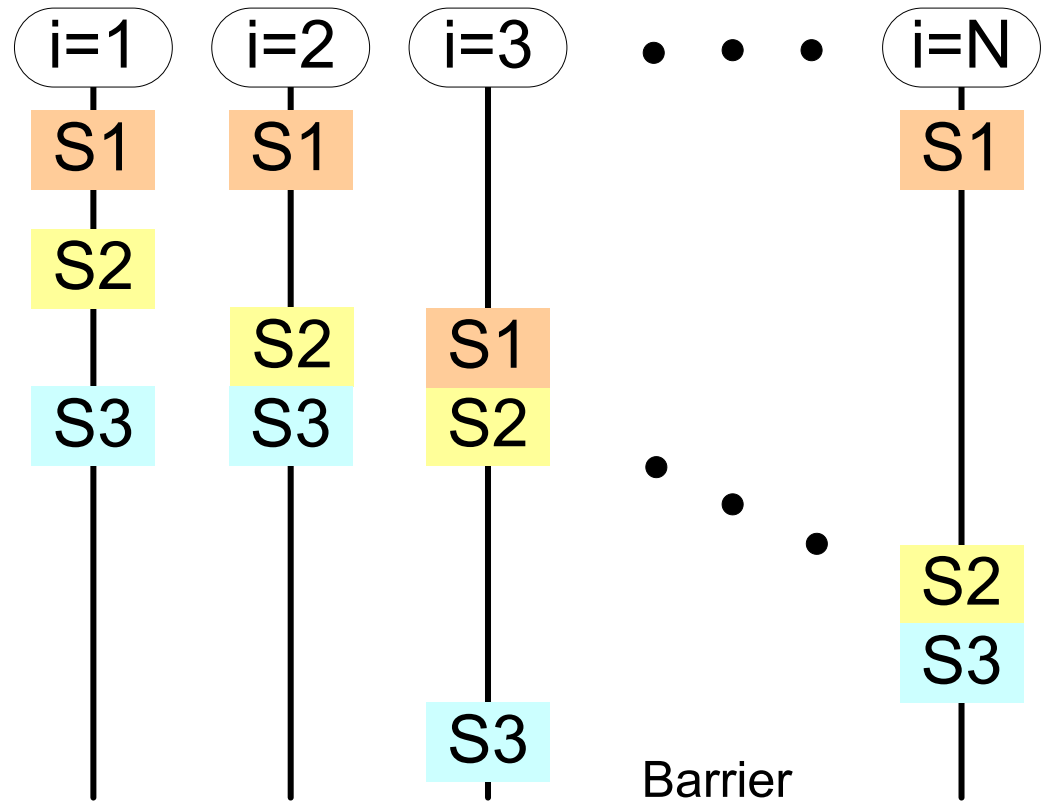 i=1 i=2 i=3 i=N
S1 S1 S1
S2
S2 S1
S3 S3 S2
S2
S3
S3
Barrier